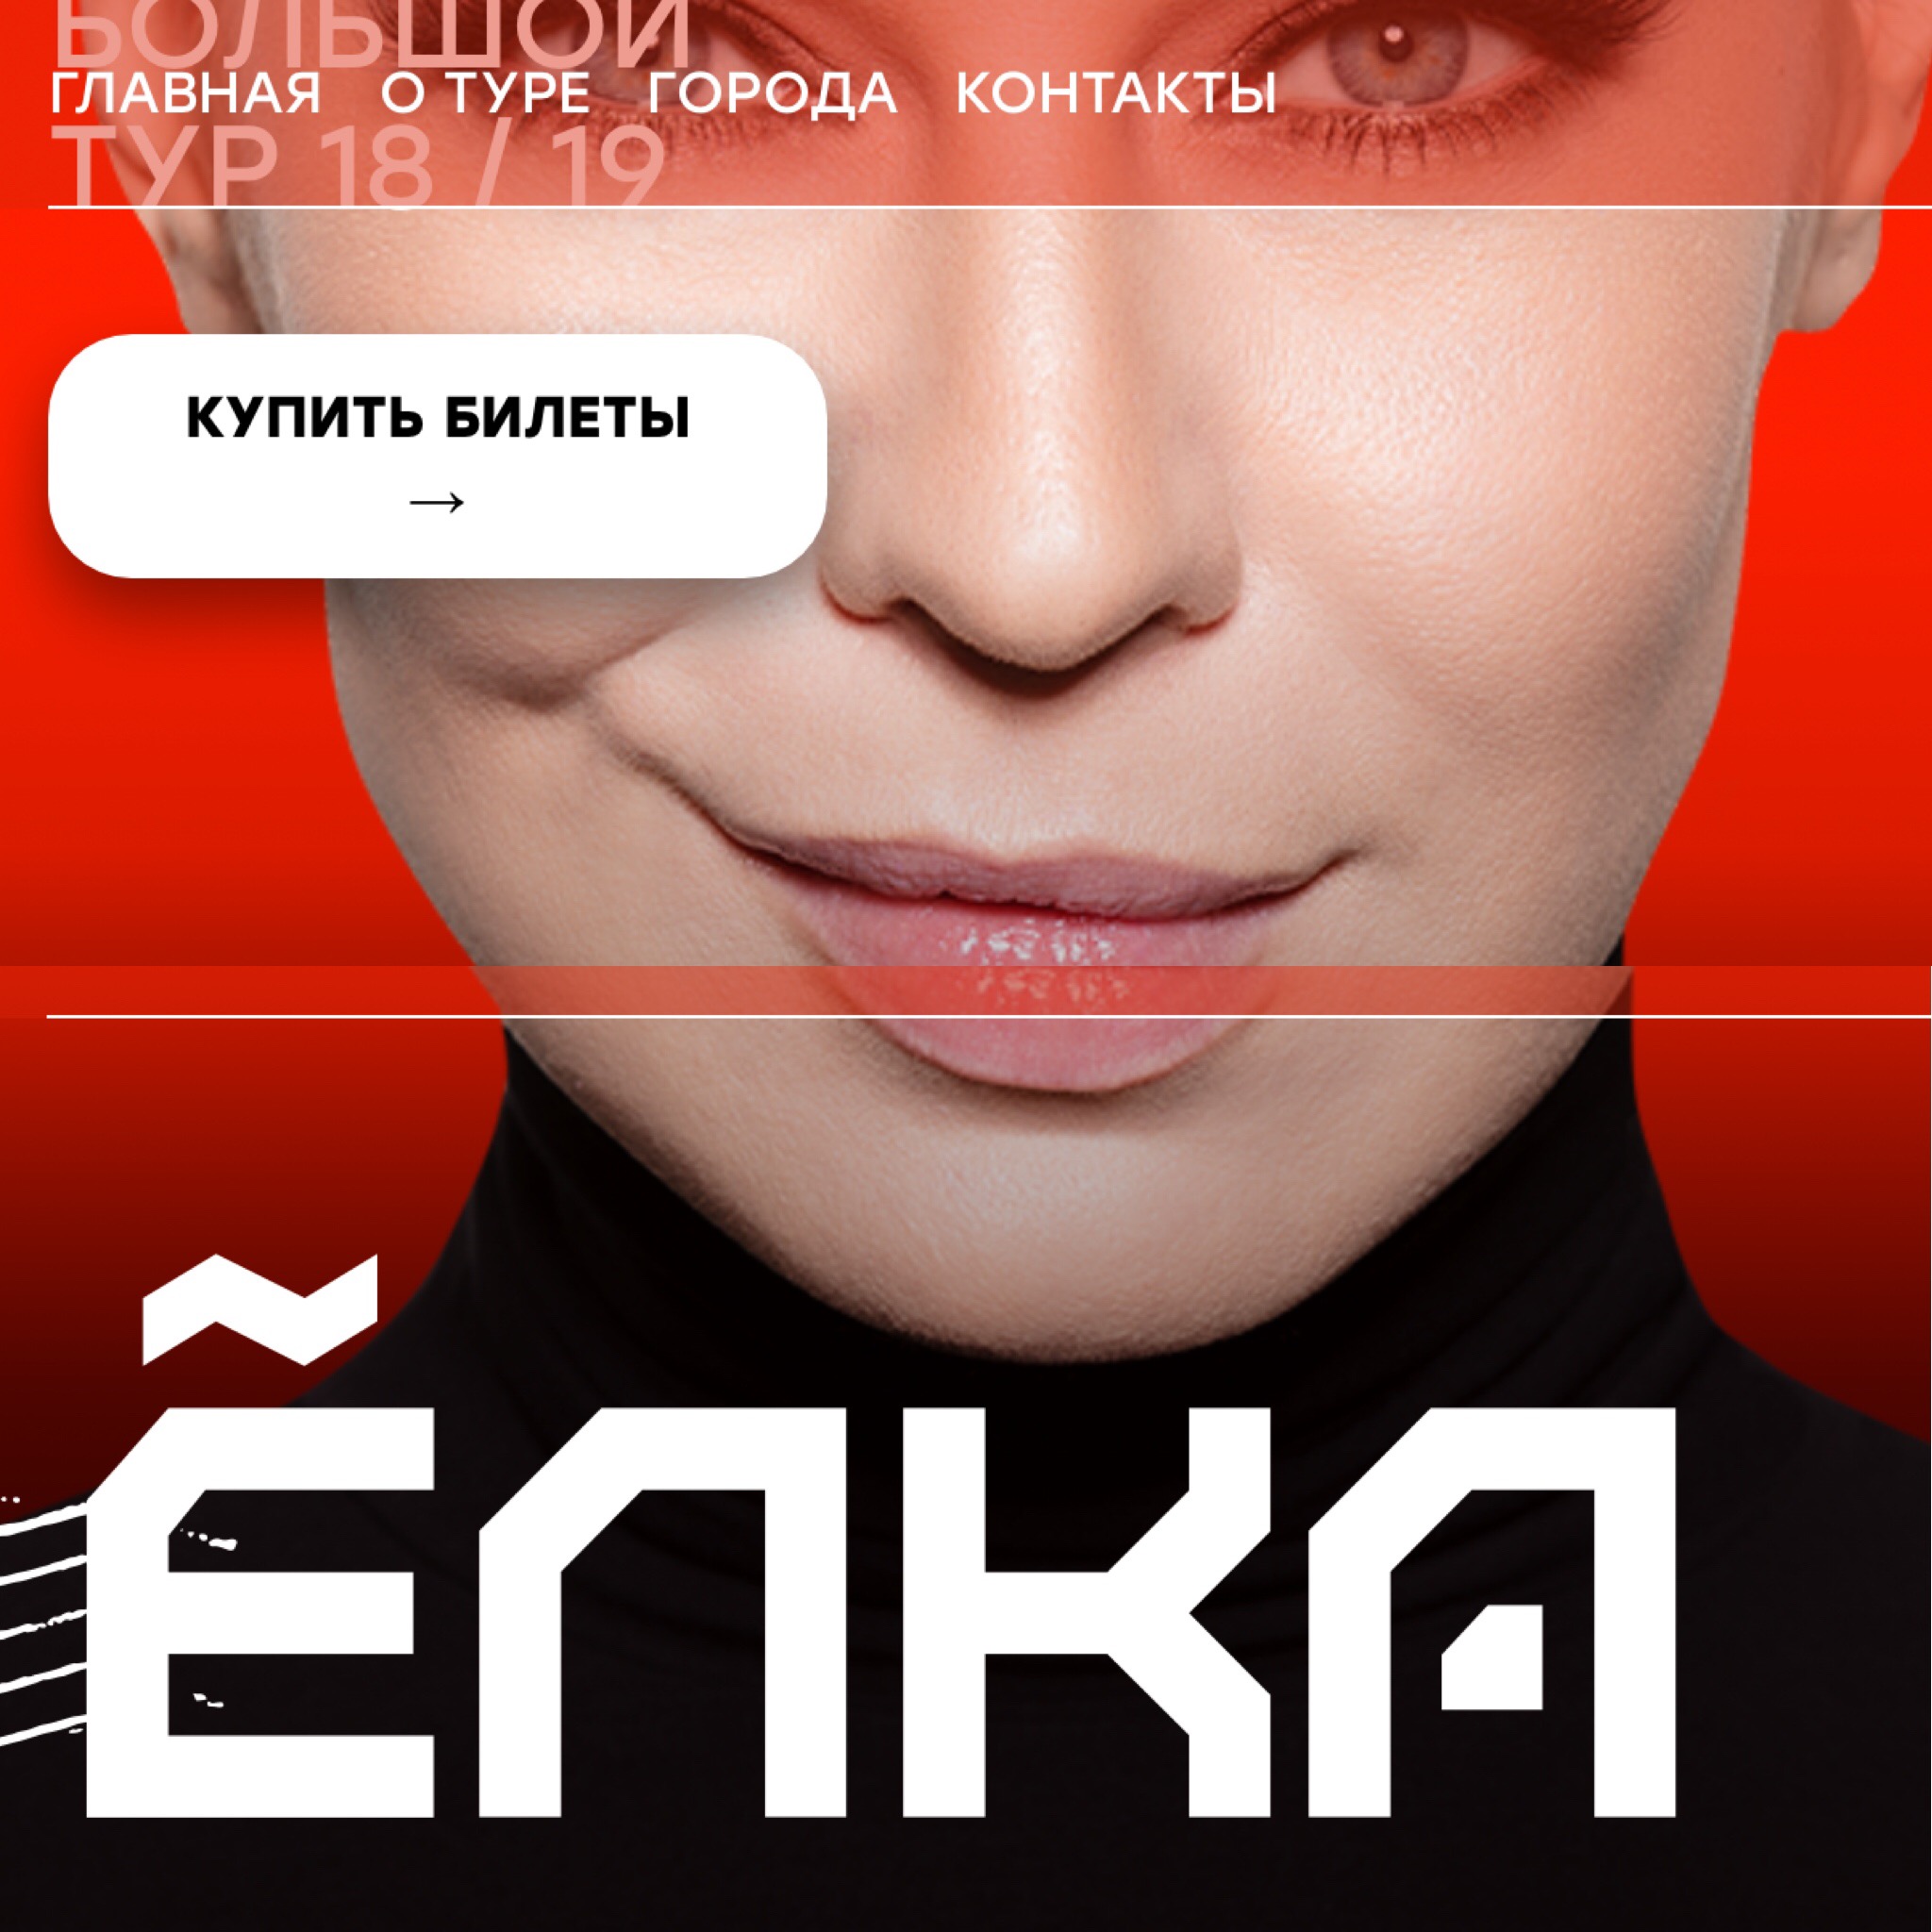 БОЛЬШОЙ
ГЛАВНАЯ О ТУРЕ ГОРОДА КОНТАКТЫ
ТУР 18 / 19
КУПИТЬ БИЛЕТЫ
→
ЁЛКА